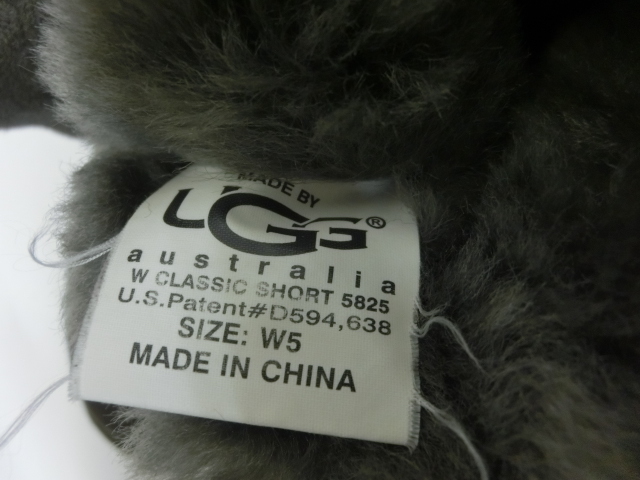 MADE BY
UGG®
australia
W CLASSIC SHORT 5825
U.S.Patent#D594,638
SIZE: W5
MADE IN CHINA